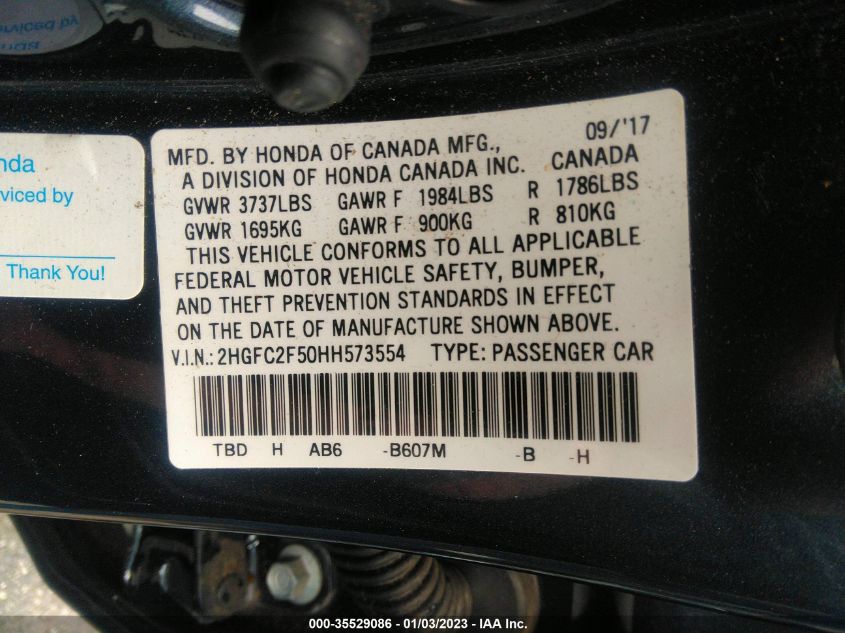 09/'17
MFD. BY HONDA OF CANADA MFG.,
A DIVISION OF HONDA CANADA INC. CANADA
GVWR 3737LBS GAWR F 1984LBS R 1786LBS
GVWR 1695KG GAWR F 900KG R 810KG
THIS VEHICLE CONFORMS TO ALL APPLICABLE
FEDERAL MOTOR VEHICLE SAFETY, BUMPER,
AND THEFT PREVENTION STANDARDS IN EFFECT
ON THE DATE OF MANUFACTURE SHOWN ABOVE.
V.I.N.: 2HGFC2F50HH573554 TYPE: PASSENGER CAR
TBD H AB6 -B607M -B -H
Thank You!
000-35529086 - 01/03/2023 - IAA Inc.